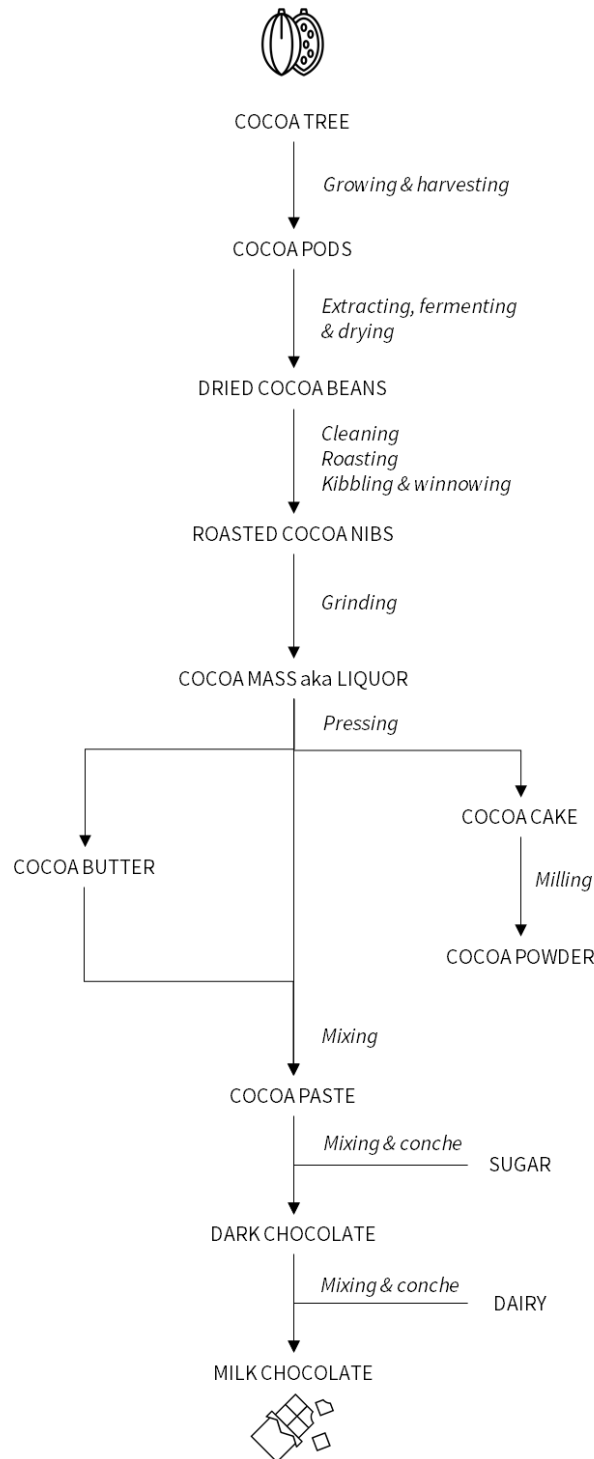 COCOA TREE
Growing & harvesting
COCOA PODS
Extracting, fermenting
& drying
DRIED COCOA BEANS
Cleaning
Roasting
Kibbling & winnowing
ROASTED COCOA NIBS
Grinding
COCOA MASS aka LIQUOR
Pressing
COCOA CAKE
COCOA BUTTER
Milling
COCOA POWDER
Mixing
COCOA PASTE
Mixing & conche
SUGAR
DARK CHOCOLATE
Mixing & conche
DAIRY
MILK CHOCOLATE